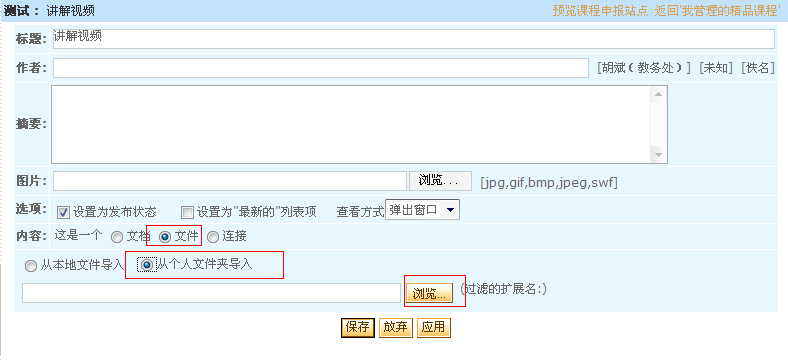 测试： 讲解视频 预览课程申报站点 返回'我管理的精品课程'
标题: 讲解视频
作者: [胡斌（教务处）] [未知] [佚名]
摘要:
图片: 浏览... [jpg,gif,bmp,jpeg,swf]
选项: 设置为发布状态 设置为"最新的"列表项 查看方式 弹出窗口
内容: 这是一个 文档 文件 连接
从本地文件导入 从个人文件夹导入
浏览... (过滤的扩展名:)
保存 放弃 应用